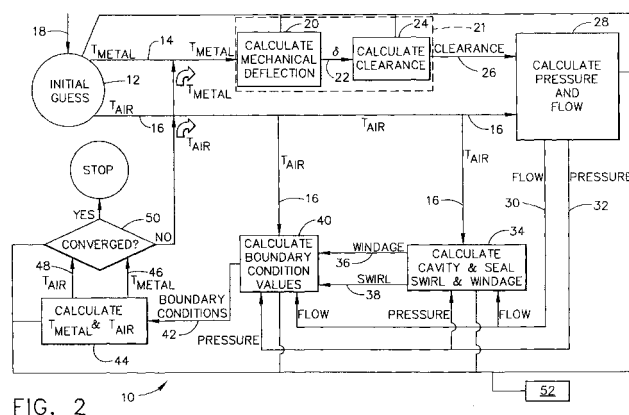 18
20
24
21
28
T METAL
14
T METAL
CALCULATE
MECHANICAL
DEFLECTION
δ
22
CALCULATE
CLEARANCE
CLEARANCE
26
CALCULATE
PRESSURE
AND
FLOW
INITIAL
GUESS
12
T METAL
T AIR
16
T AIR
T AIR
16
STOP
T AIR
16
T AIR
16
FLOW
30
PRESSURE
32
YES
50
CONVERGED?
NO
40
CALCULATE
BOUNDARY
CONDITION
VALUES
WINDAGE
36
SWIRL
38
34
CALCULATE
CAVITY & SEAL
SWIRL & WINDAGE
48
T AIR
46
T METAL
CALCULATE
T METAL & T AIR
44
BOUNDARY
CONDITIONS
42
PRESSURE
FLOW
PRESSURE
FLOW
10
52
FIG. 2